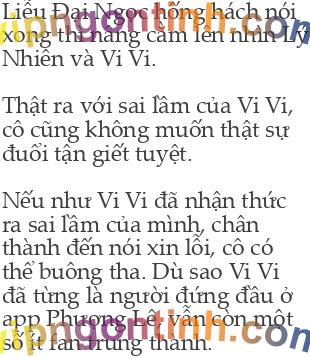 Liễu Đại Ngọc hống hách nói
xong thì nâng cằm lên nhìn Lý
Nhiên và Vi Vi.
Thật ra với sai lầm của Vi Vi,
cô cũng không muốn thật sự
đuổi tận giết tuyệt.
Nếu như Vi Vi đã nhận thức
ra sai lầm của mình, chân
thành đến nói xin lỗi, cô có
thể buông tha. Dù sao Vi Vi
đã từng là người đứng đầu ở
app Phượng Lê, vẫn còn một
số ít fan trung thành.
vipngontinh.com
vipngontinh.com